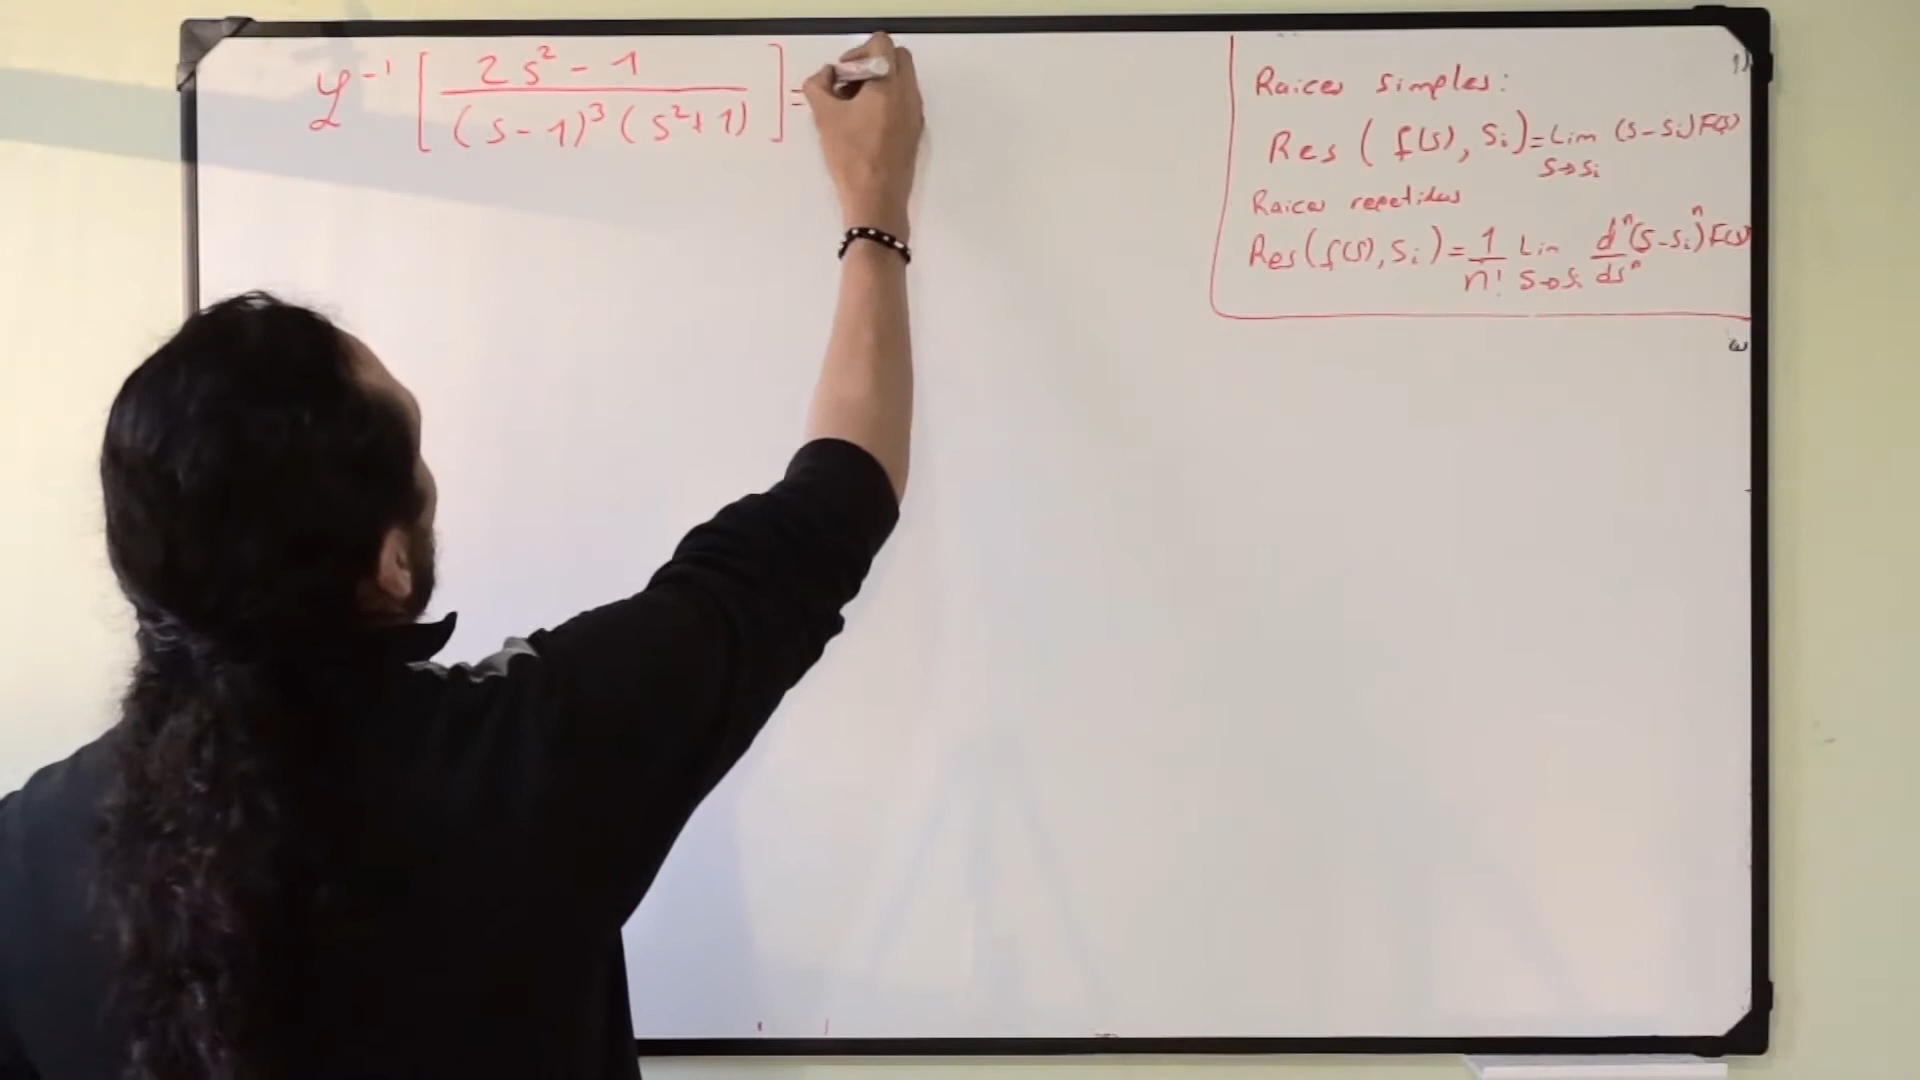 ℒ⁻¹ [ (2s² - 1) / ((s-1)³ (s²+1)) ] =
Raices simples:
Res ( f(s), Si ) = Lim s→si (s-si) F(s)
Raices repetidas
Res ( f(s), Si ) = 1/n! Lim s→si dⁿ/dsⁿ (s-si)ⁿ F(s)